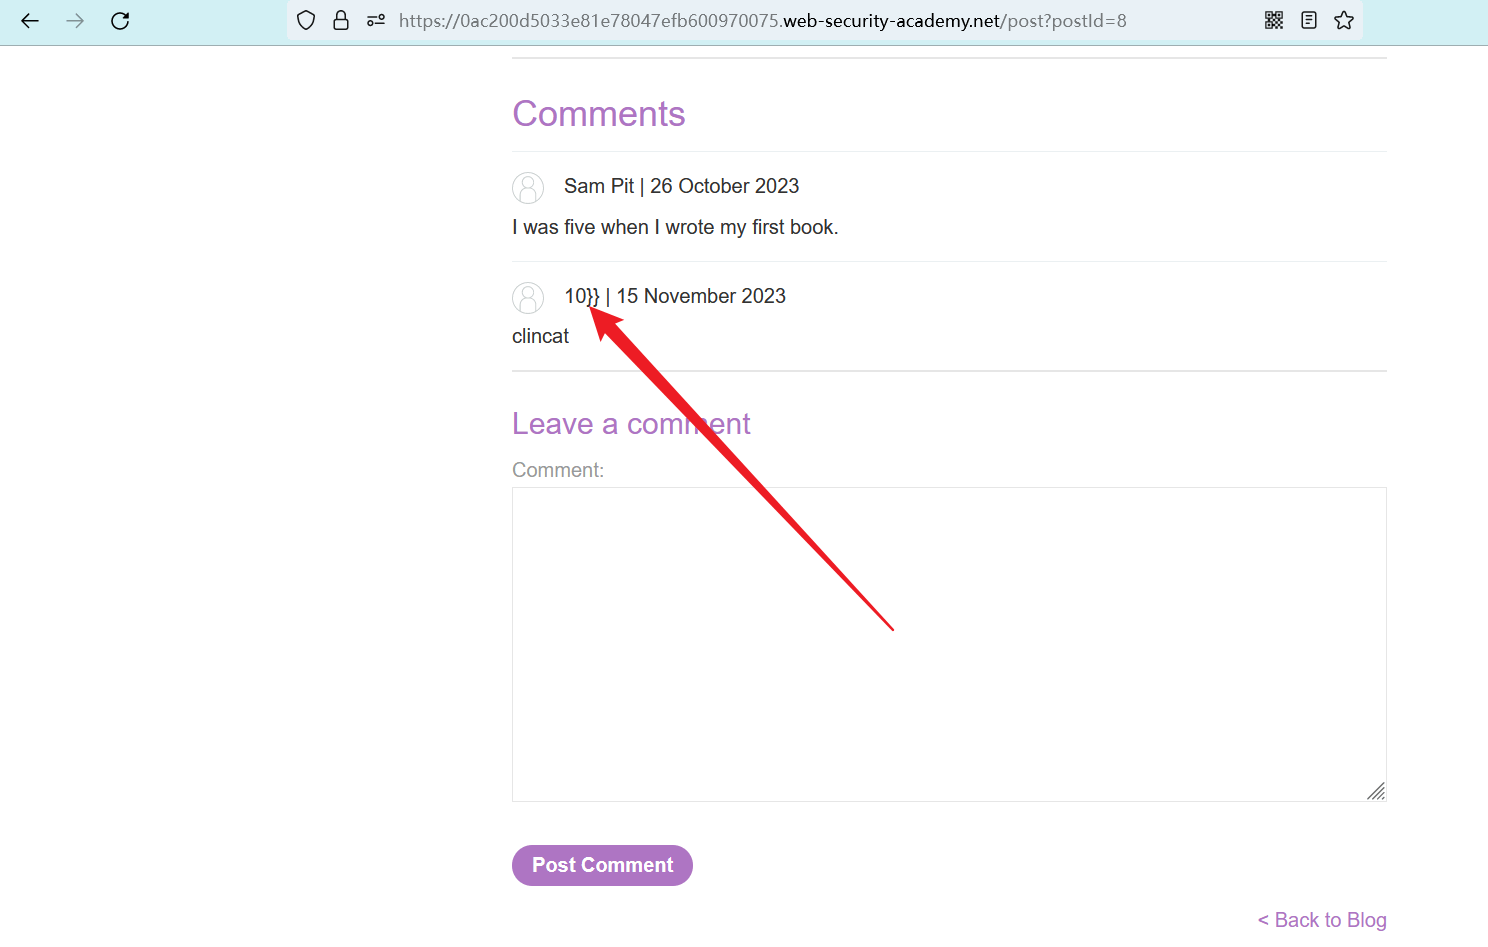 https://0ac200d5033e81e78047efb600970075.web-security-academy.net/post?postId=8
Comments
Sam Pit | 26 October 2023
I was five when I wrote my first book.
10}} | 15 November 2023
clincat
Leave a comment
Comment:
Post Comment
< Back to Blog